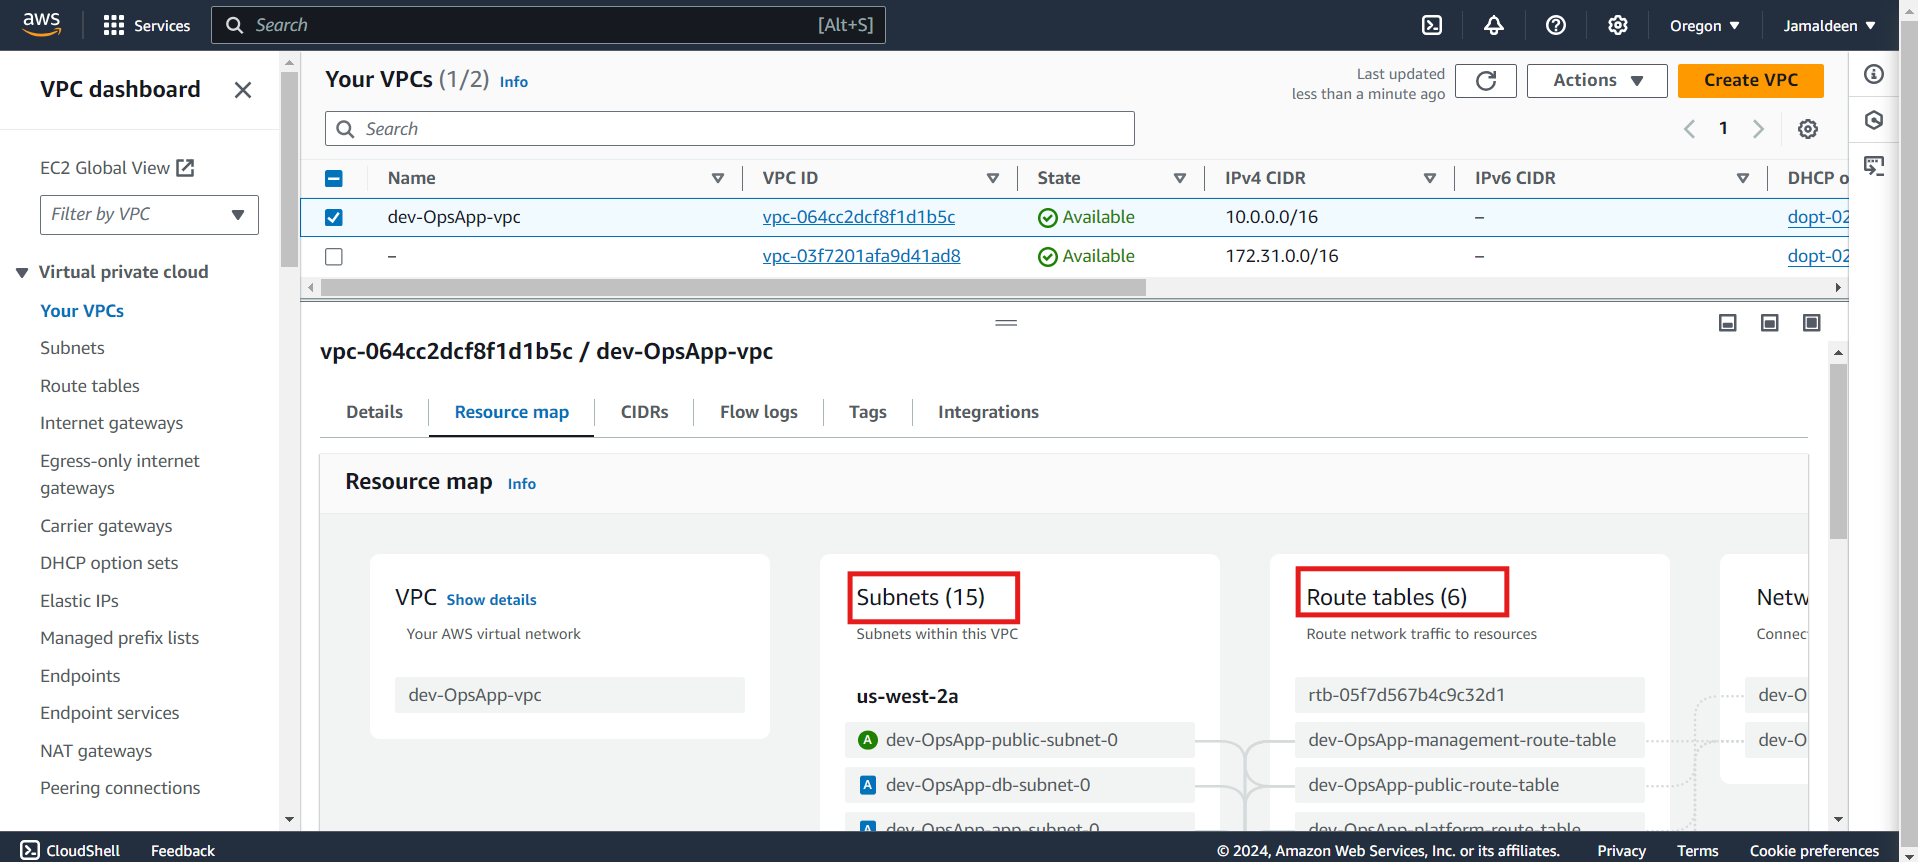 aws
Services
Search
[Alt+S]
Oregon
Jamaldeen
VPC dashboard
EC2 Global View
Filter by VPC
Virtual private cloud
Your VPCs
Subnets
Route tables
Internet gateways
Egress-only internet
gateways
Carrier gateways
DHCP option sets
Elastic IPs
Managed prefix lists
Endpoints
Endpoint services
NAT gateways
Peering connections
Your VPCs (1/2) Info
Last updated
less than a minute ago
Actions
Create VPC
Search
1
Name VPC ID State IPv4 CIDR IPv6 CIDR DHCP o
dev-OpsApp-vpc vpc-064cc2dcf8f1d1b5c Available 10.0.0.0/16 – dopt-02
– vpc-03f7201afa9d41ad8 Available 172.31.0.0/16 – dopt-02
vpc-064cc2dcf8f1d1b5c / dev-OpsApp-vpc
Details Resource map CIDRs Flow logs Tags Integrations
Resource map Info
VPC Show details
Your AWS virtual network
dev-OpsApp-vpc
Subnets (15)
Subnets within this VPC
us-west-2a
A dev-OpsApp-public-subnet-0
A dev-OpsApp-db-subnet-0
A dev-OpsApp-app-subnet-0
Route tables (6)
Route network traffic to resources
rtb-05f7d567b4c9c32d1
dev-OpsApp-management-route-table
dev-OpsApp-public-route-table
dev-OpsApp-platform-route-table
Netw
Connec
dev-O
dev-O
CloudShell Feedback
© 2024, Amazon Web Services, Inc. or its affiliates. Privacy Terms Cookie preferences